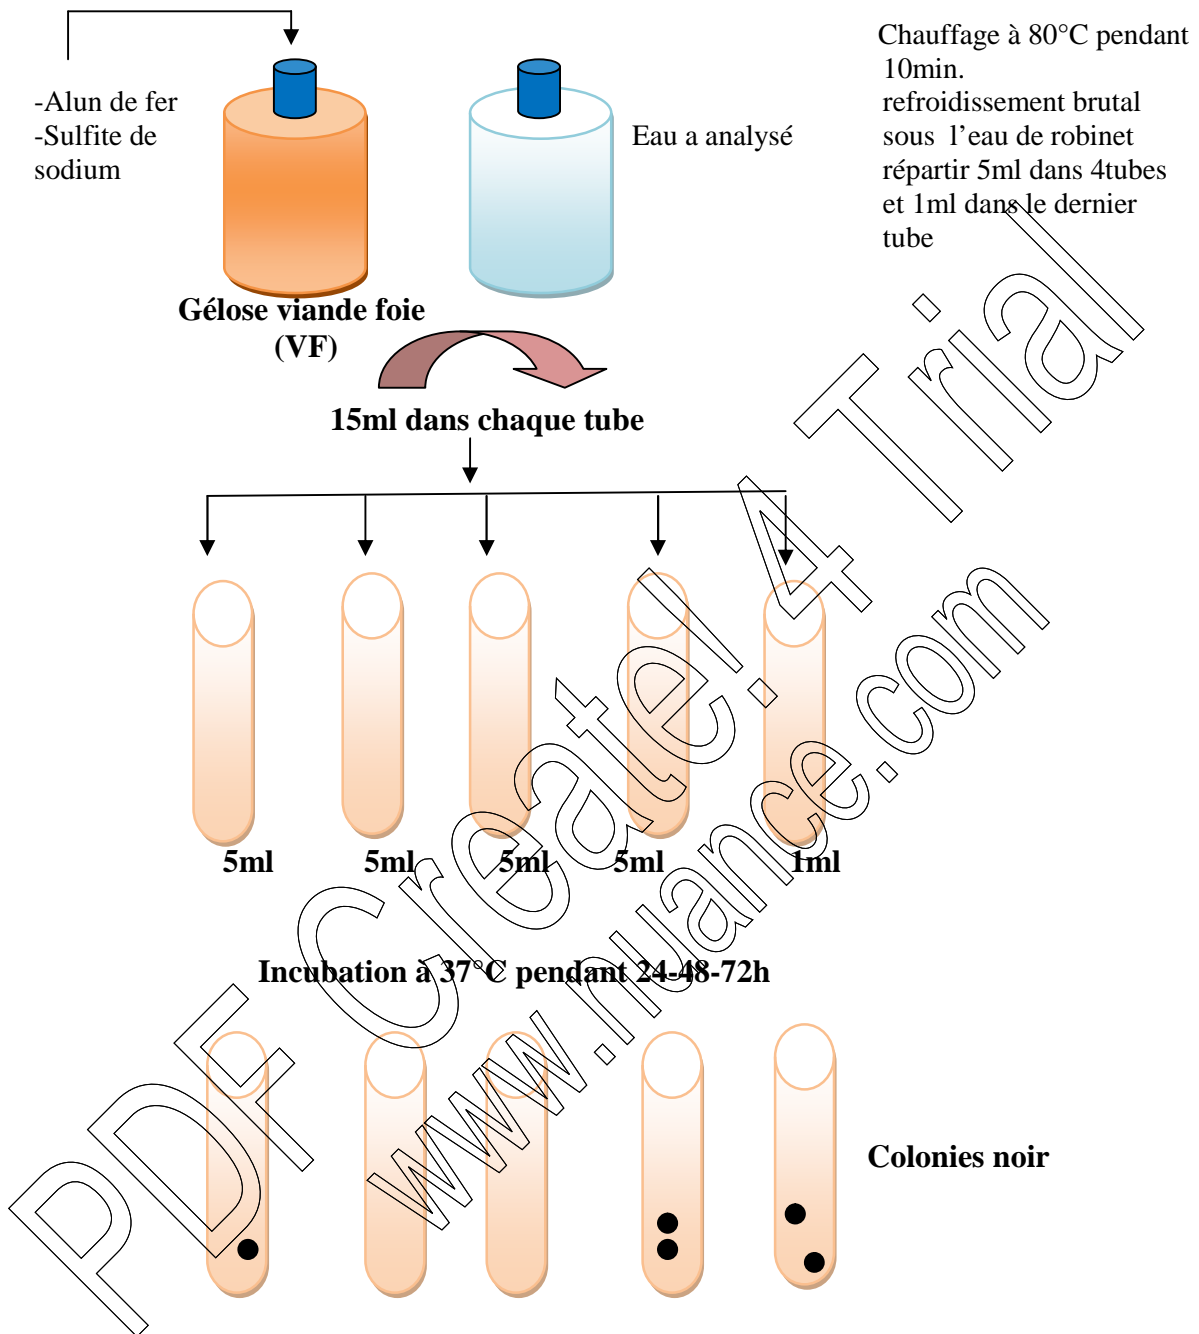 -Alun de fer
-Sulfite de
sodium
Eau a analysé
Chauffage à 80°C pendant
10min.
refroidissement brutal
sous l'eau de robinet
répartir 5ml dans 4tubes
et 1ml dans le dernier
tube
Gélose viande foie
(VF)
15ml dans chaque tube
5ml 5ml 5ml 5ml 1ml
Incubation à 37°C pendant 24-48-72h
Colonies noir
PDF Create! 4 Trial
www.nuance.com